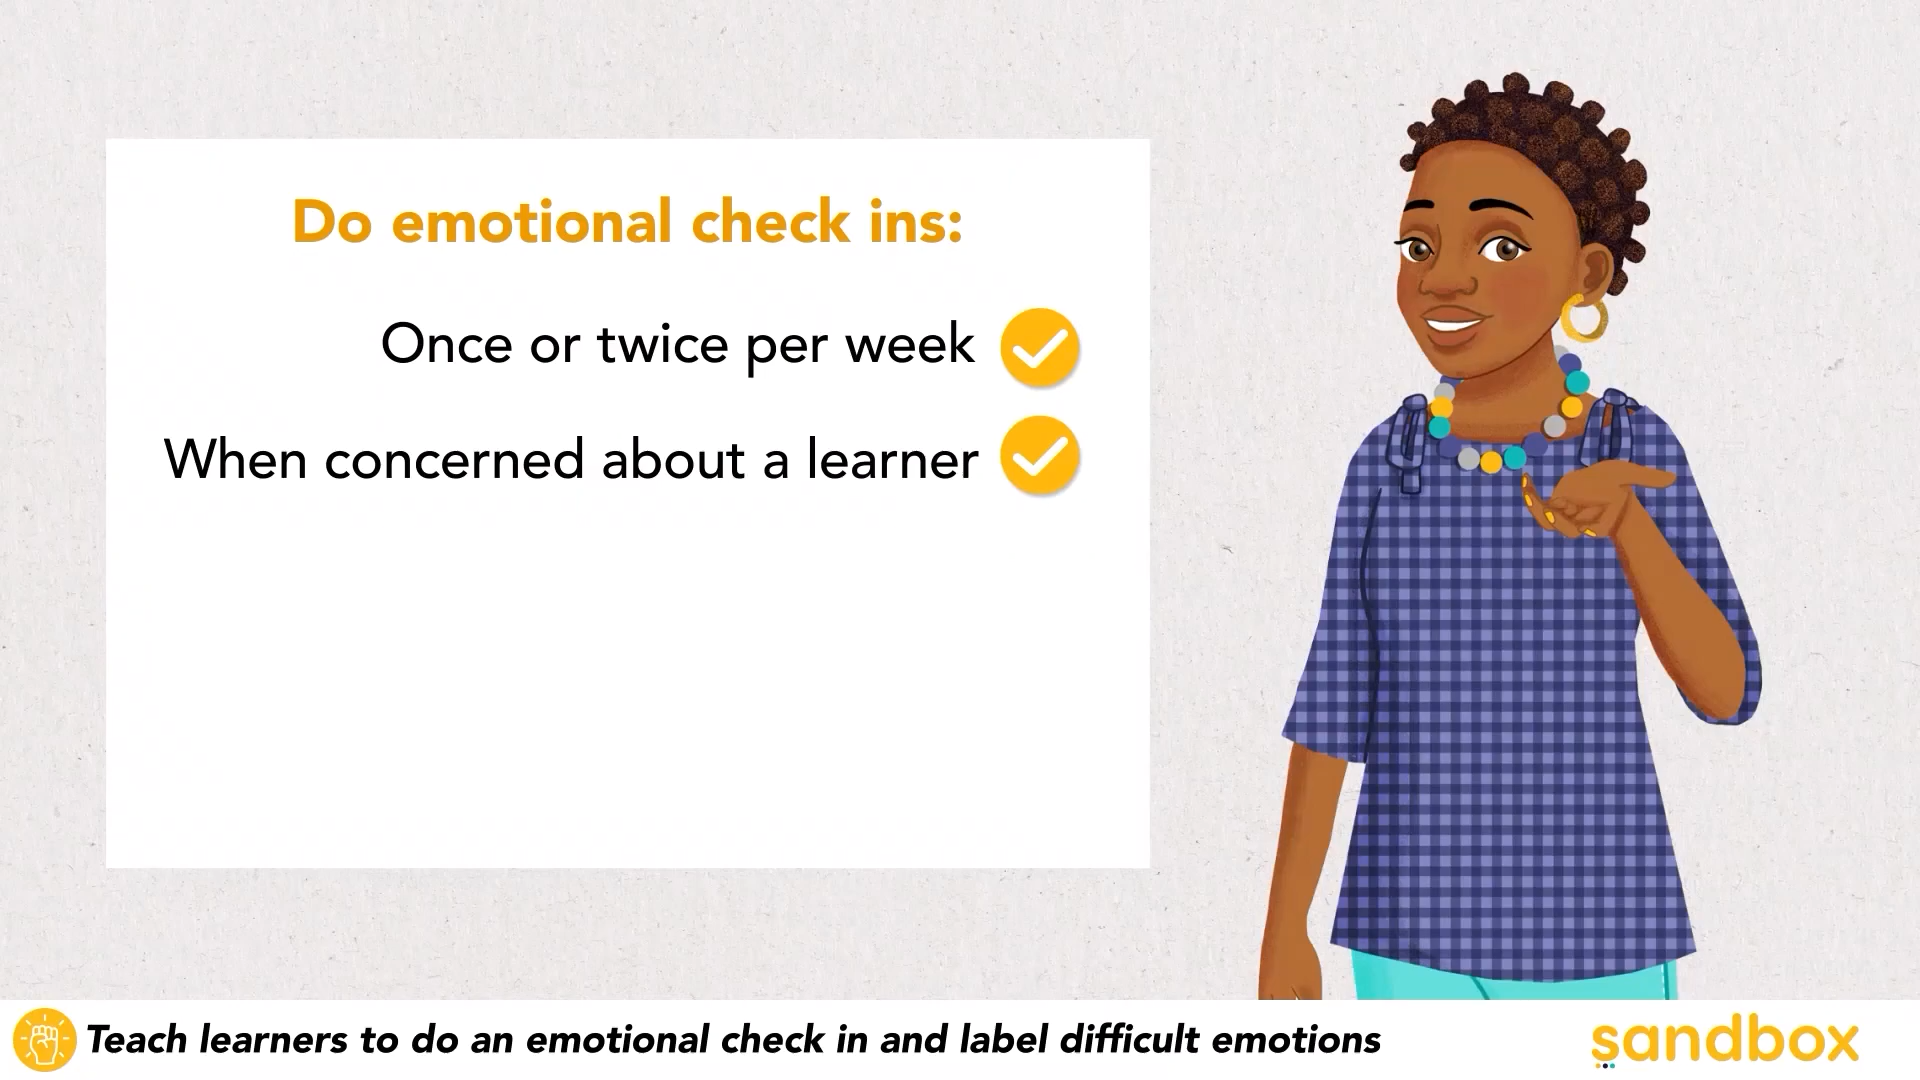 Do emotional check ins:
Once or twice per week
When concerned about a learner
Teach learners to do an emotional check in and label difficult emotions
sandbox